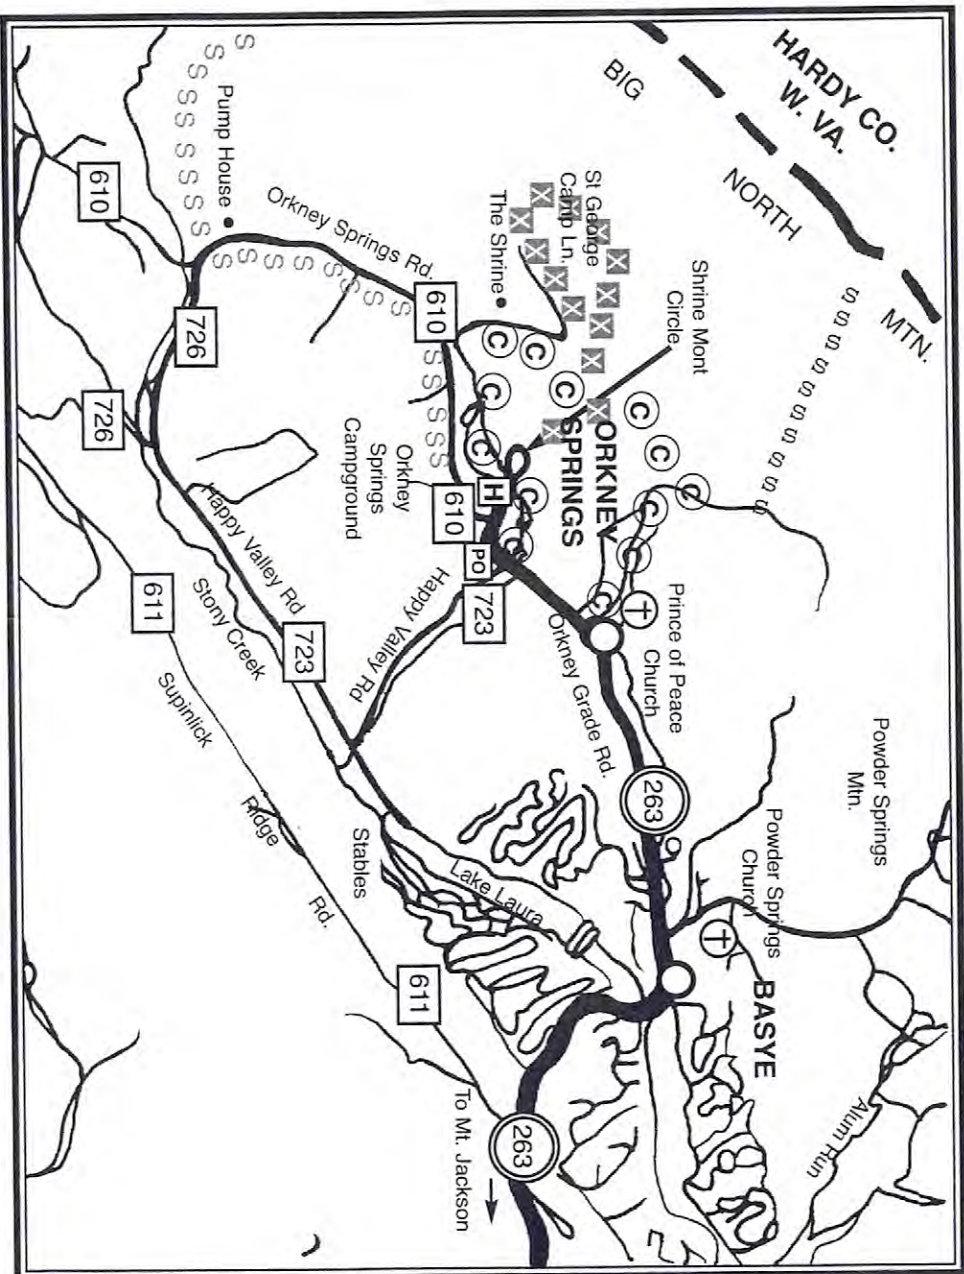 HARDY CO.
W. VA.
BIG
NORTH
MTN.
S S S S S S S S S S S S
St George
Camp Ln.
The Shrine
Shrine Mont
Circle
X X X X X X X X X X X X X
C C C C C C C C C C C C C
ORKNEY
SPRINGS
Pump House
S S S S S S S S S S
Orkney Springs Rd.
S S S S S S S
610
610
S S S S S
610
H
PO
Orkney
Springs
Campground
723
Happy Valley Rd
Prince of Peace
Church
Orkney Grade Rd.
263
Powder Springs
Mtn.
Powder Springs
Church
BASYE
Alum Run
726
726
Happy Valley Rd
723
Stony Creek
611
Supinlick
Ridge
Rd.
Stables
Lake Laura
611
263
To Mt. Jackson